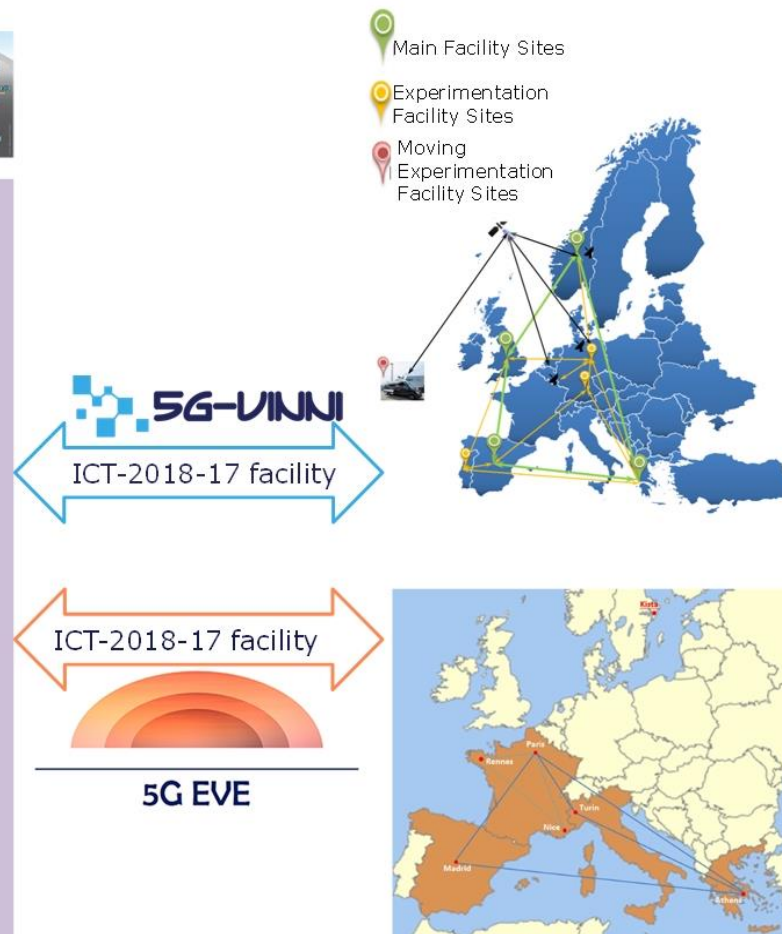 Main Facility Sites
Experimentation
Facility Sites
Moving
Experimentation
Facility Sites
5G-VINNI
ICT-2018-17 facility
ICT-2018-17 facility
5G EVE
Kista
Paris
Rennes
Turin
Nice
Madrid
Athens